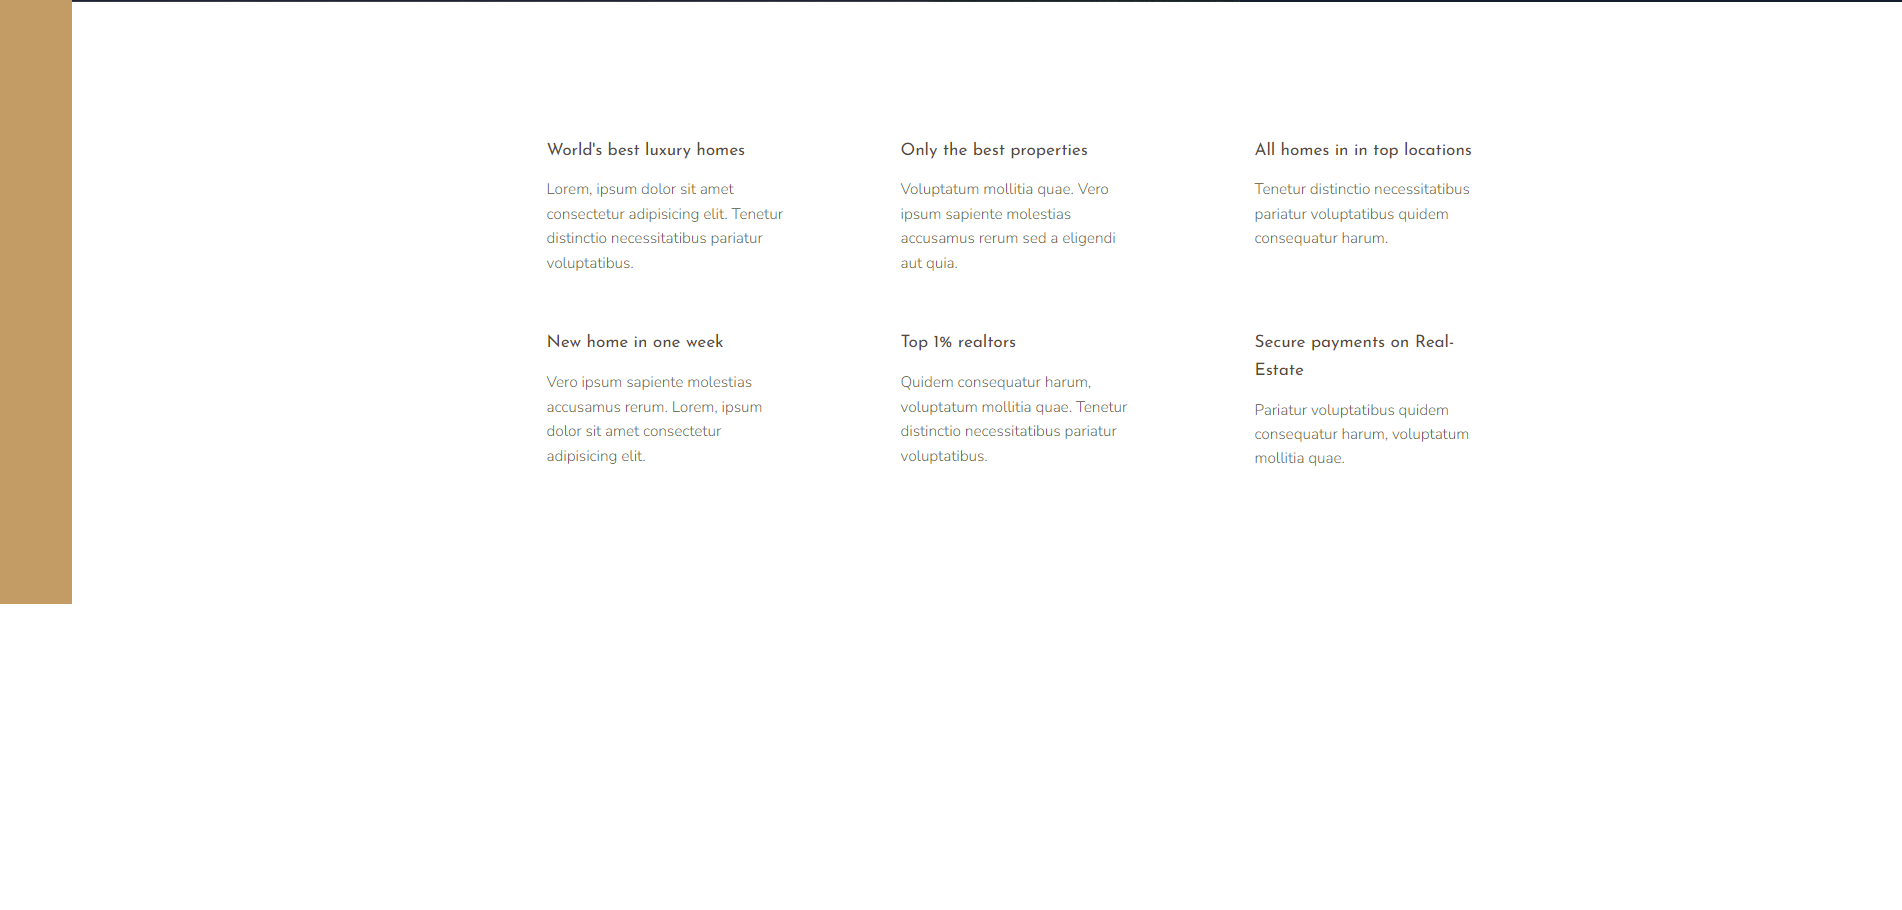 World's best luxury homes
Lorem, ipsum dolor sit amet
consectetur adipisicing elit. Tenetur
distinctio necessitatibus pariatur
voluptatibus.
Only the best properties
Voluptatum mollitia quae. Vero
ipsum sapiente molestias
accusamus rerum sed a eligendi
aut quia.
All homes in in top locations
Tenetur distinctio necessitatibus
pariatur voluptatibus quidem
consequatur harum.
New home in one week
Vero ipsum sapiente molestias
accusamus rerum. Lorem, ipsum
dolor sit amet consectetur
adipisicing elit.
Top 1% realtors
Quidem consequatur harum,
voluptatum mollitia quae. Tenetur
distinctio necessitatibus pariatur
voluptatibus.
Secure payments on Real-
Estate
Pariatur voluptatibus quidem
consequatur harum, voluptatum
mollitia quae.